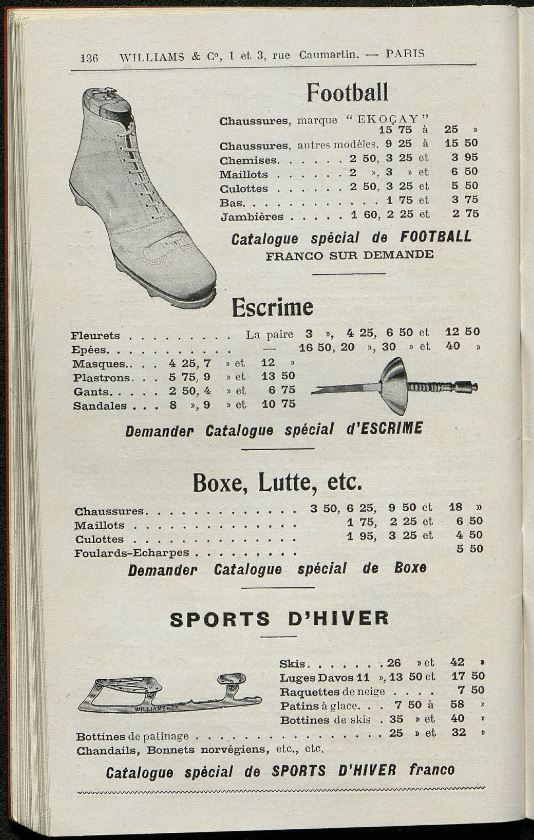 136 WILLIAMS & Cº, 1 et 3, rue Caumartin. — PARIS
Football
Chaussures, marque “ EKOÇAY ”
15 75 à 25 »
Chaussures, autres modèles. 9 25 à 15 50
Chemises. . . . . . . 2 50, 3 25 et 3 95
Maillots . . . . . . 2 », 3 » et 6 50
Culottes . . . . . . 2 50, 3 25 et 5 50
Bas. . . . . . . . . . 1 75 et 3 75
Jambières . . . . . 1 60, 2 25 et 2 75
Catalogue spécial de FOOTBALL
FRANCO SUR DEMANDE
Escrime
Fleurets . . . . . . . . . La paire 3 », 4 25, 6 50 et 12 50
Epées. . . . . . . . . . — 16 50, 20 », 30 » et 40 »
Masques. . . 4 25, 7 » et 12 »
Plastrons. . . 5 75, 9 » et 13 50
Gants. . . . . 2 50, 4 » et 6 75
Sandales . . . 8 », 9 » et 10 75
Demander Catalogue spécial d'ESCRIME
Boxe, Lutte, etc.
Chaussures. . . . . . . . . . . . . 3 50, 6 25, 9 50 et 18 »
Maillots . . . . . . . . . . . . . . 1 75, 2 25 et 6 50
Culottes . . . . . . . . . . . . . . 1 95, 3 25 et 4 50
Foulards-Echarpes . . . . . . . . . 5 50
Demander Catalogue spécial de Boxe
SPORTS D'HIVER
Skis. . . . . . . 26 » et 42 »
Luges Davos 11 », 13 50 et 17 50
Raquettes de neige . . . . 7 50
Patins à glace. . . 7 50 à 58 »
Bottines de skis . 35 » et 40 »
WILLIAMS
Bottines de patinage . . . . . . . . . . . . . . 25 » et 32 »
Chandails, Bonnets norvégiens, etc., etc.
Catalogue spécial de SPORTS D'HIVER franco